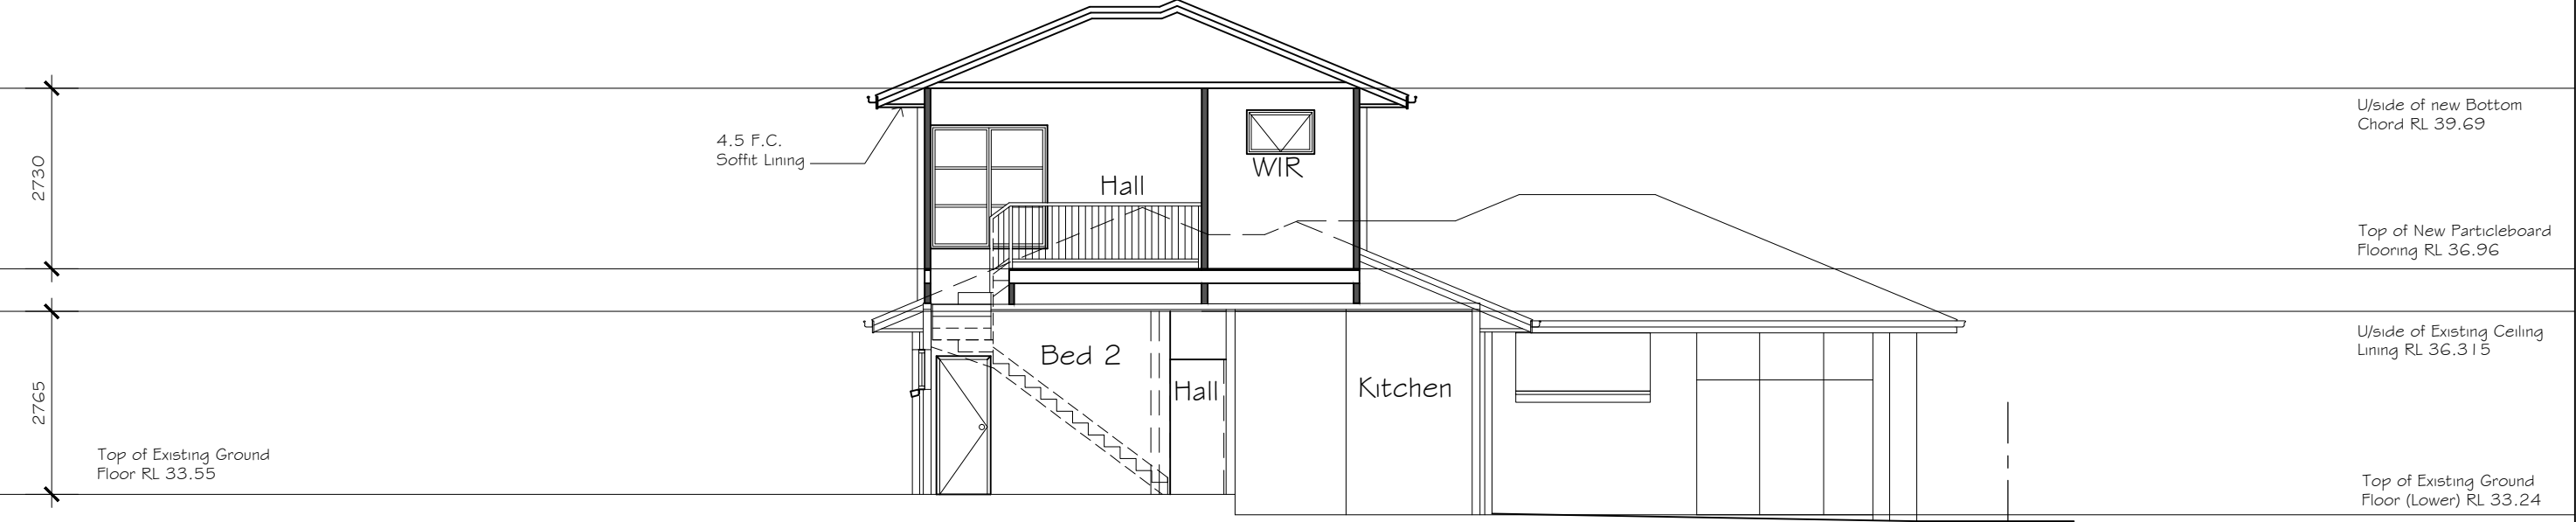 U/side of new Bottom
Chord RL 39.69
4.5 F.C.
Soffit Lining
2730
WIR
Hall
Top of New Particleboard
Flooring RL 36.96
U/side of Existing Ceiling
Lining RL 36.315
Bed 2
Hall
Kitchen
2765
Top of Existing Ground
Floor RL 33.55
Top of Existing Ground
Floor (Lower) RL 33.24